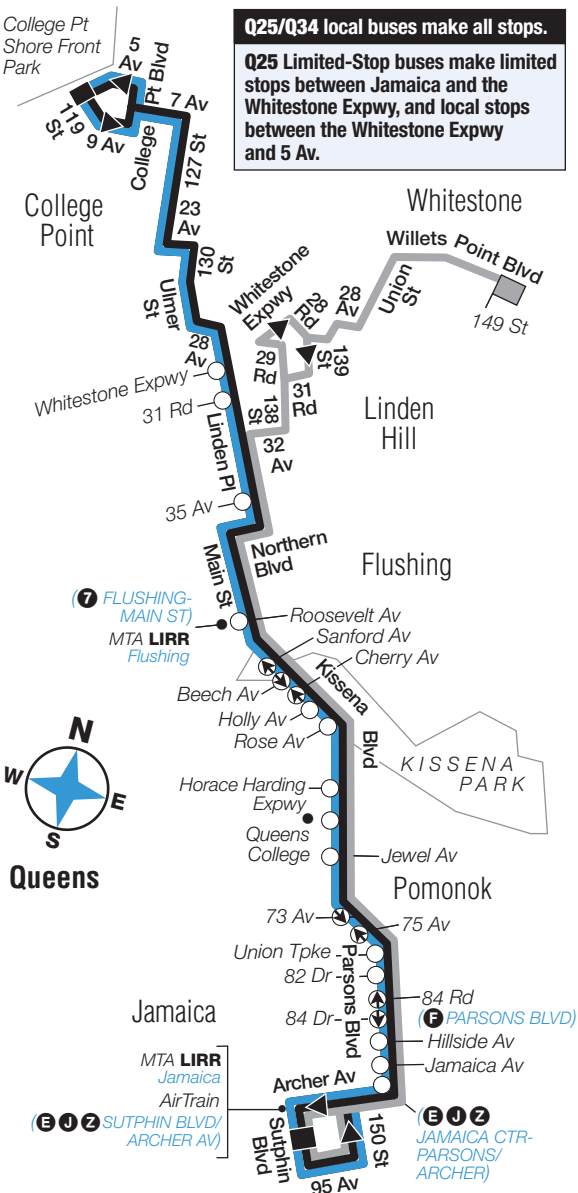 College Pt
Shore Front
Park
Q25/Q34 local buses make all stops.
Q25 Limited-Stop buses make limited
stops between Jamaica and the
Whitestone Expwy, and local stops
between the Whitestone Expwy
and 5 Av.
5
Av
College Pt Blvd
7 Av
119
St
9 Av
127 St
College
Point
23
Av
130
St
Ulmer
St
28
Av
Whitestone
Willets Point Blvd
149 St
Union
St
28
Av
28
Rd
Whitestone
Expwy
139
St
29
Rd
31
Rd
138
St
32
Av
Linden
Hill
Whitestone Expwy
31 Rd
Linden Pl
35 Av
Northern
Blvd
Main St
Flushing
(7 FLUSHING-
MAIN ST)
MTA LIRR
Flushing
Roosevelt Av
Sanford Av
Cherry Av
Beech Av
Holly Av
Rose Av
Kissena
Blvd
KISSENA
PARK
N
W
E
S
Queens
Horace Harding
Expwy
Queens
College
Jewel Av
Pomonok
73 Av
75 Av
Union Tpke
82 Dr
Parsons Blvd
84 Rd
84 Dr
(F PARSONS BLVD)
Hillside Av
Jamaica Av
Jamaica
MTA LIRR
Jamaica
AirTrain
(E J Z SUTPHIN BLVD/
ARCHER AV)
Archer Av
Sutphin
Blvd
150 St
95 Av
(E J Z
JAMAICA CTR-
PARSONS/
ARCHER)